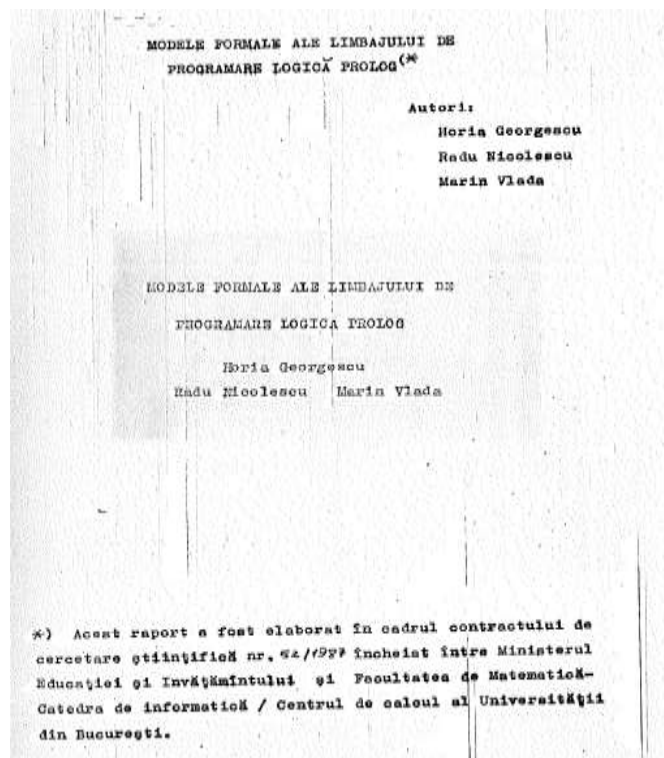 MODELE FORMALE ALE LIMBAJULUI DE
PROGRAMARE LOGICĂ PROLOG(*
Autori:
Horia Georgescu
Radu Nicolescu
Marin Vlada
MODELE FORMALE ALE LIMBAJULUI DE
PROGRAMARE LOGICA PROLOG
Horia Georgescu
Radu Nicolescu Marin Vlada
*) Acest raport a fost elaborat în cadrul contractului de
cercetare ştiinţifică nr. /1987 încheiat între Ministerul
Educaţiei şi Invăţămîntului şi Facultatea de Matematică-
Catedra de informatică / Centrul de calcul al Universităţii
din Bucureşti.